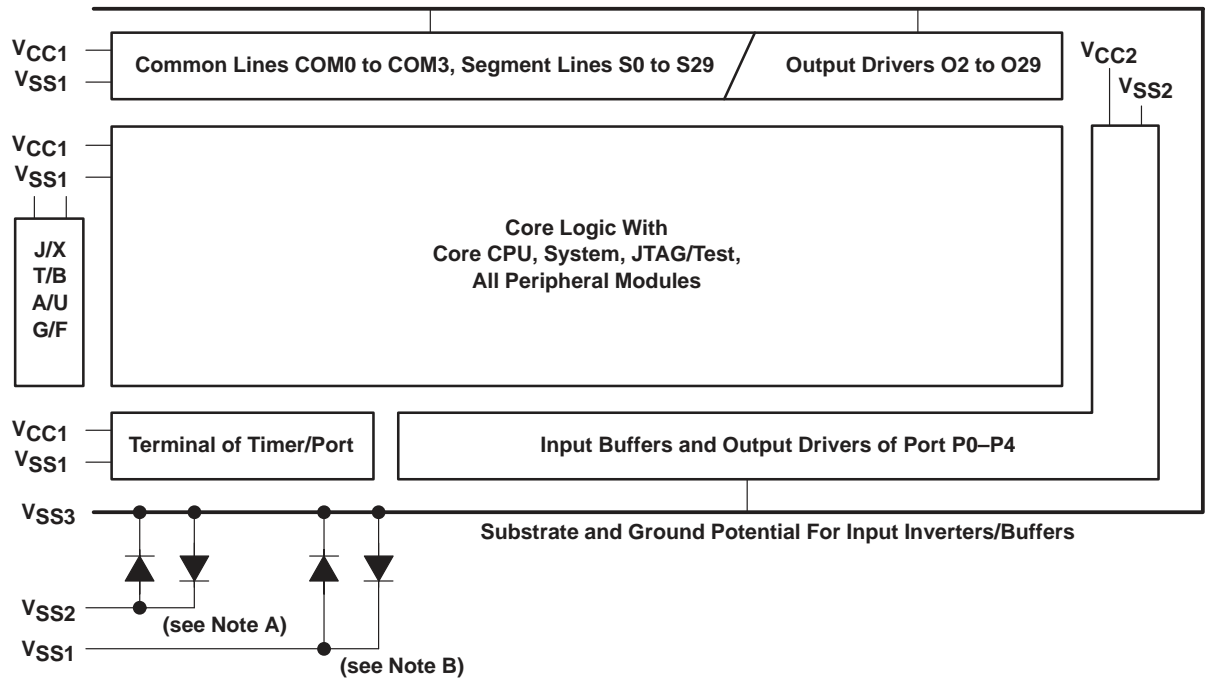 VCC1
VSS1
Common Lines COM0 to COM3, Segment Lines S0 to S29
Output Drivers O2 to O29
VCC2
VSS2
VCC1
VSS1
J/X
T/B
A/U
G/F
Core Logic With
Core CPU, System, JTAG/Test,
All Peripheral Modules
VCC1
VSS1
Terminal of Timer/Port
Input Buffers and Output Drivers of Port P0–P4
VSS3
Substrate and Ground Potential For Input Inverters/Buffers
VSS2
(see Note A)
VSS1
(see Note B)